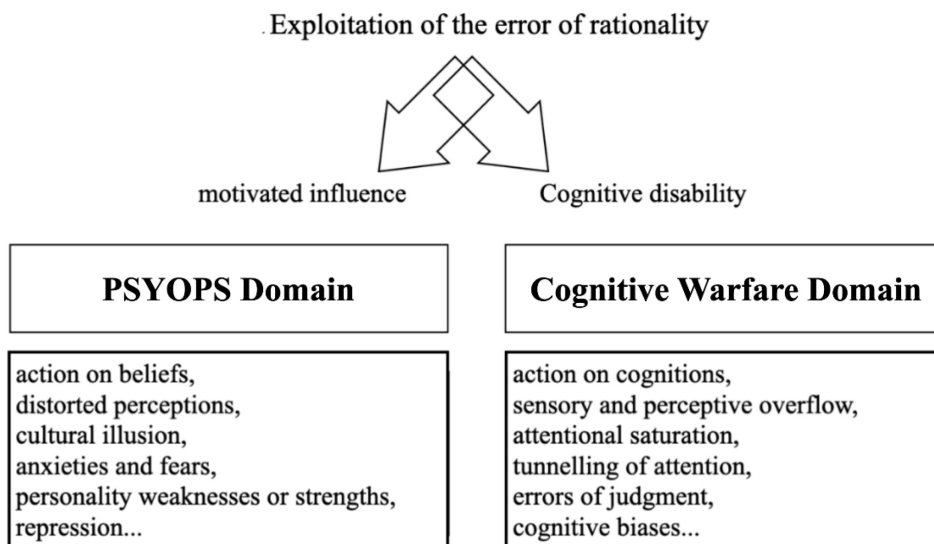 .Exploitation of the error of rationality
motivated influence
Cognitive disability
PSYOPS Domain
Cognitive Warfare Domain
action on beliefs,
distorted perceptions,
cultural illusion,
anxieties and fears,
personality weaknesses or strengths,
repression...
action on cognitions,
sensory and perceptive overflow,
attentional saturation,
tunnelling of attention,
errors of judgment,
cognitive biases...